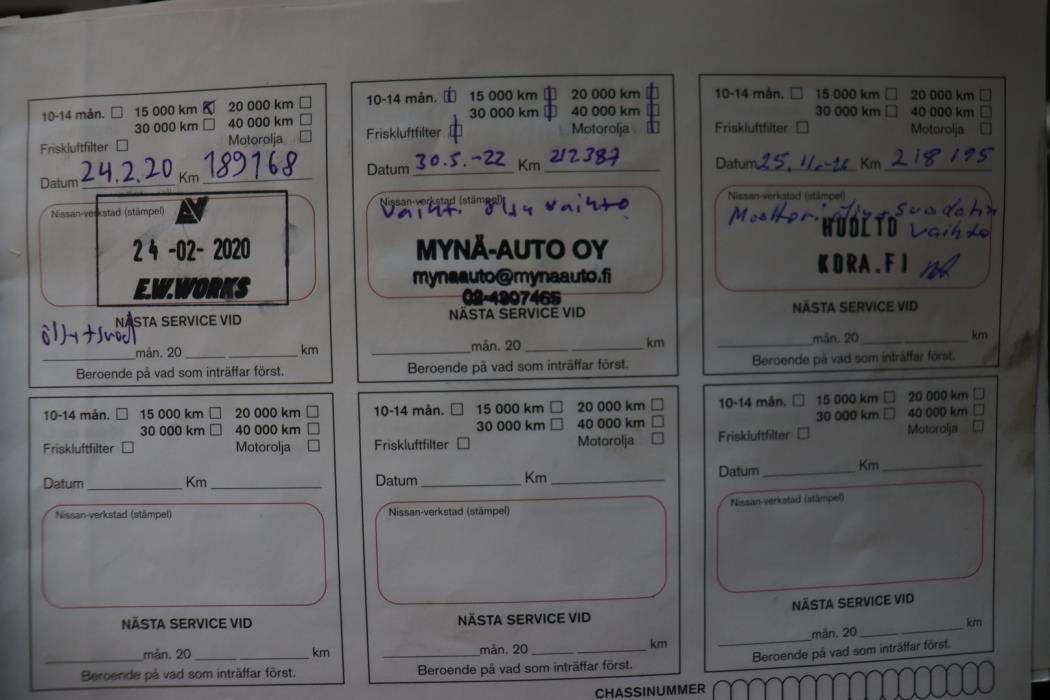 10-14 mån. 15 000 km 20 000 km
30 000 km 40 000 km
Friskluftfilter Motorolja
Datum 24.2.20 Km 189168
Nissan-verkstad (stämpel)
24 -02- 2020
E.W.WORKS
NÄSTA SERVICE VID
öljy+suod
mån. 20 km
Beroende på vad som inträffar först.
10-14 mån. 15 000 km 20 000 km
30 000 km 40 000 km
Friskluftfilter Motorolja
Datum 30.5.-22 Km 212387
Nissan-verkstad (stämpel)
Vaiht. öljyn vaihto
MYNÄ-AUTO OY
mynaauto@mynaauto.fi
02-4307465
NÄSTA SERVICE VID
mån. 20 km
Beroende på vad som inträffar först.
10-14 mån. 15 000 km 20 000 km
30 000 km 40 000 km
Friskluftfilter Motorolja
Datum 25.11.- Km 218195
Nissan-verkstad (stämpel)
Moottoriöljy+suodatin
HUOLTO vaihto
KORA.FI
NÄSTA SERVICE VID
mån. 20 km
Beroende på vad som inträffar först.
10-14 mån. 15 000 km 20 000 km
30 000 km 40 000 km
Friskluftfilter Motorolja
Datum Km
Nissan-verkstad (stämpel)
NÄSTA SERVICE VID
mån. 20 km
Beroende på vad som inträffar först.
10-14 mån. 15 000 km 20 000 km
30 000 km 40 000 km
Friskluftfilter Motorolja
Datum Km
Nissan-verkstad (stämpel)
NÄSTA SERVICE VID
mån. 20 km
Beroende på vad som inträffar först.
10-14 mån. 15 000 km 20 000 km
30 000 km 40 000 km
Friskluftfilter Motorolja
Datum Km
Nissan-verkstad (stämpel)
NÄSTA SERVICE VID
mån. 20 km
Beroende på vad som inträffar först.
CHASSINUMMER